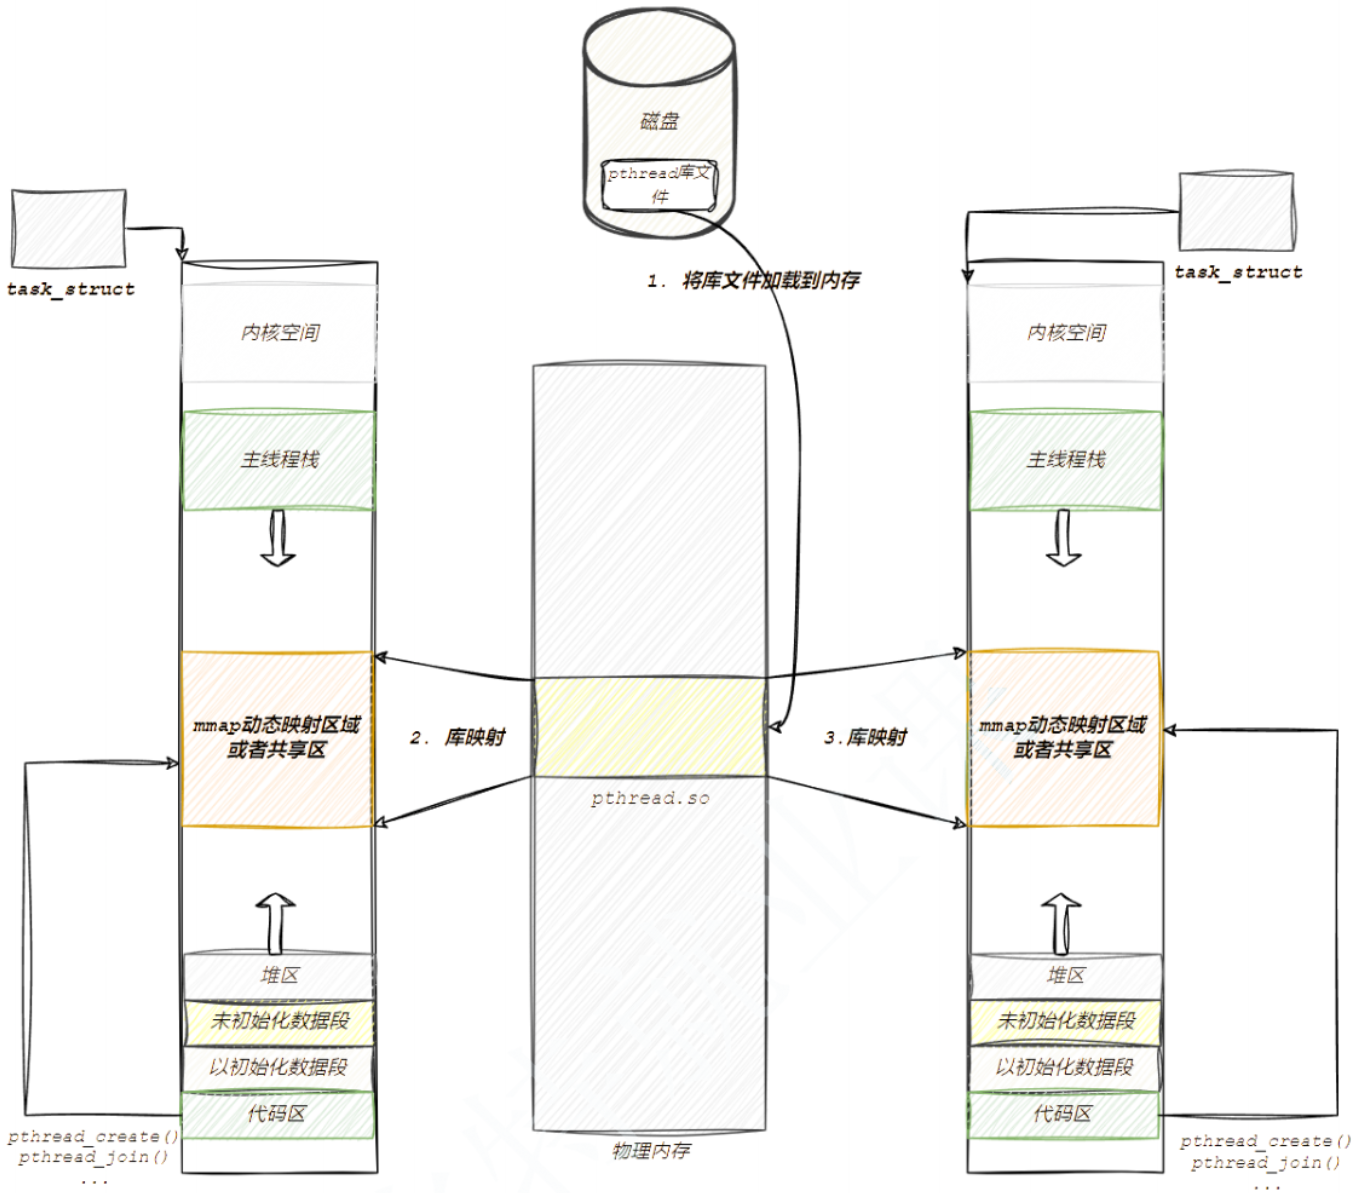 磁盘
pthread库文
件
task_struct
task_struct
1. 将库文件加载到内存
内核空间
内核空间
主线程栈
主线程栈
mmap动态映射区域
或者共享区
2. 库映射
3.库映射
mmap动态映射区域
或者共享区
pthread.so
堆区
未初始化数据段
以初始化数据段
代码区
堆区
未初始化数据段
以初始化数据段
代码区
pthread_create()
pthread_join()
...
物理内存
pthread_create()
pthread_join()
...